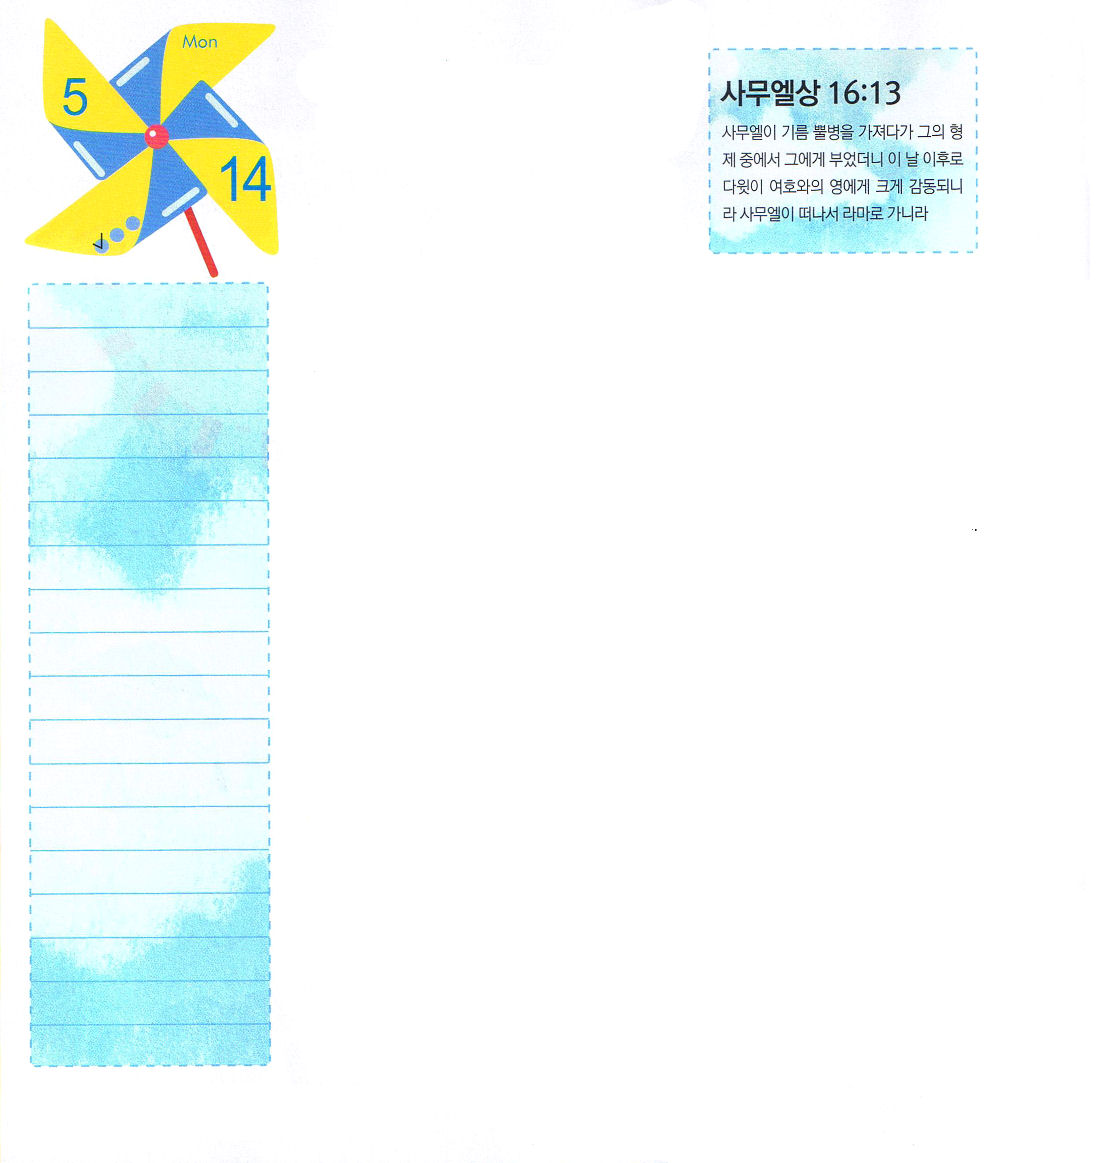 Mon
5
14
사무엘상 16:13
사무엘이 기름 뿔병을 가져다가 그의 형
제 중에서 그에게 부었더니 이 날 이후로
다윗이 여호와의 영에게 크게 감동되니
라 사무엘이 떠나서 라마로 가니라